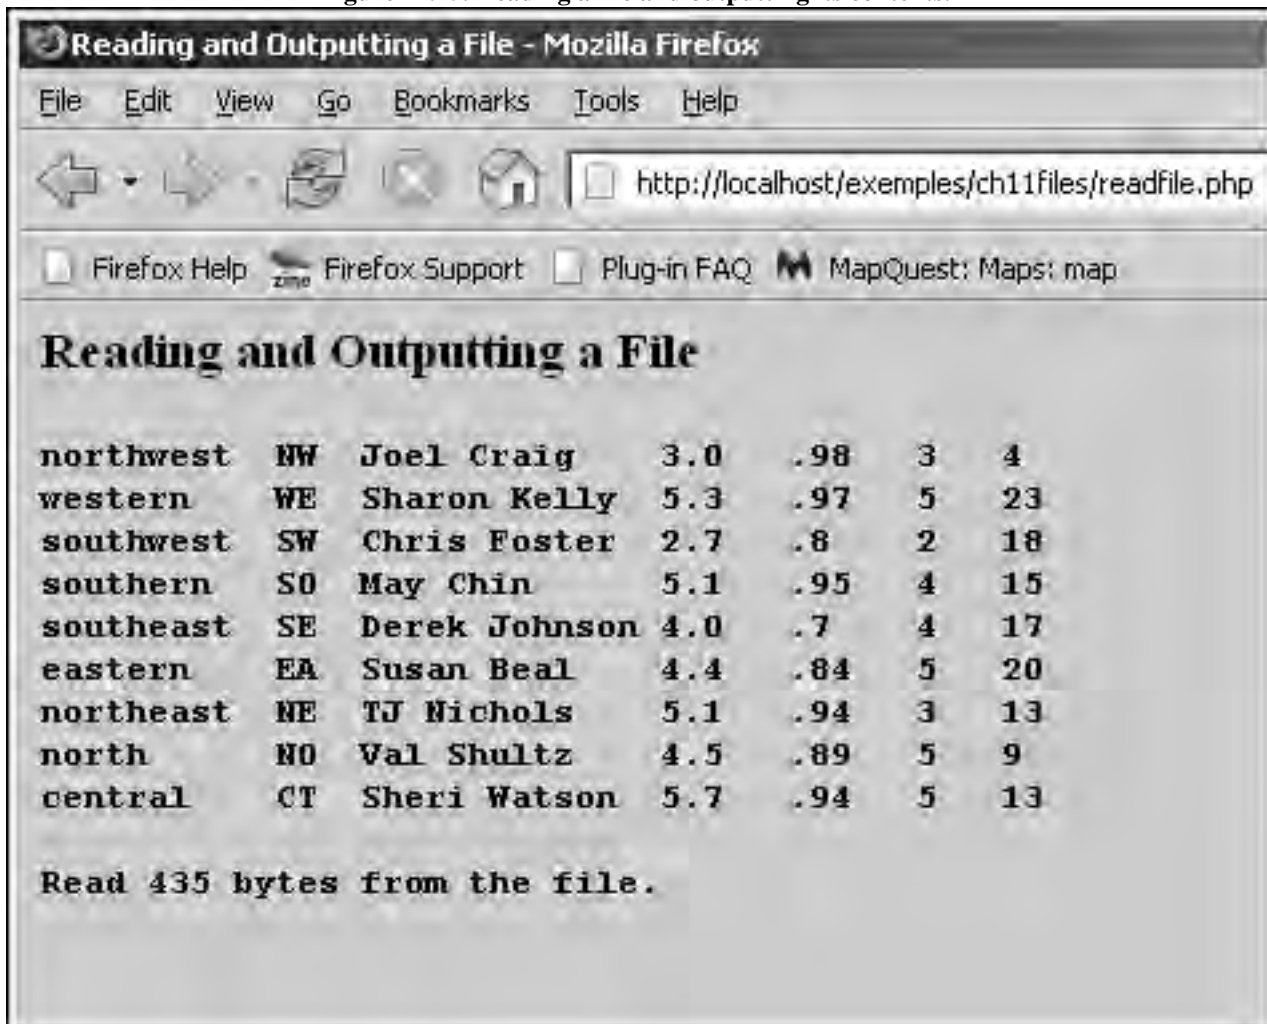 Reading and Outputting a File - Mozilla Firefox
File Edit View Go Bookmarks Tools Help
http://localhost/exemples/ch11files/readfile.php
Firefox Help Firefox Support Plug-in FAQ MapQuest: Maps: map
Reading and Outputting a File
northwest NW Joel Craig 3.0 .98 3 4
western WE Sharon Kelly 5.3 .97 5 23
southwest SW Chris Foster 2.7 .8 2 18
southern SO May Chin 5.1 .95 4 15
southeast SE Derek Johnson 4.0 .7 4 17
eastern EA Susan Beal 4.4 .84 5 20
northeast NE TJ Nichols 5.1 .94 3 13
north NO Val Shultz 4.5 .89 5 9
central CT Sheri Watson 5.7 .94 5 13
Read 435 bytes from the file.